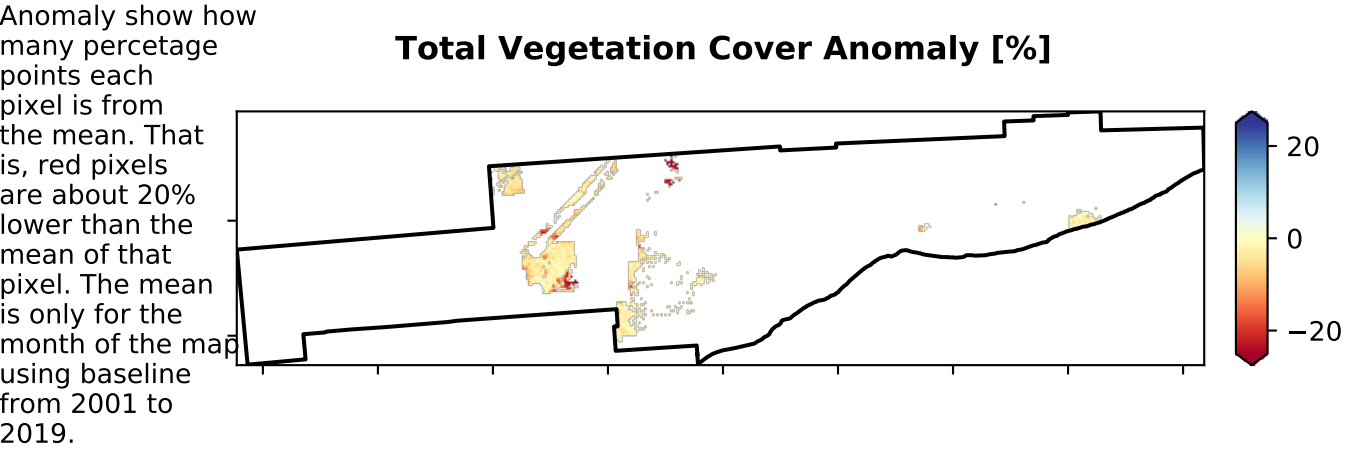 Anomaly show how
many percetage
points each
pixel is from
the mean. That
is, red pixels
are about 20%
lower than the
mean of that
pixel. The mean
is only for the
month of the map
using baseline
from 2001 to
2019.
Total Vegetation Cover Anomaly [%]
20
0
−20